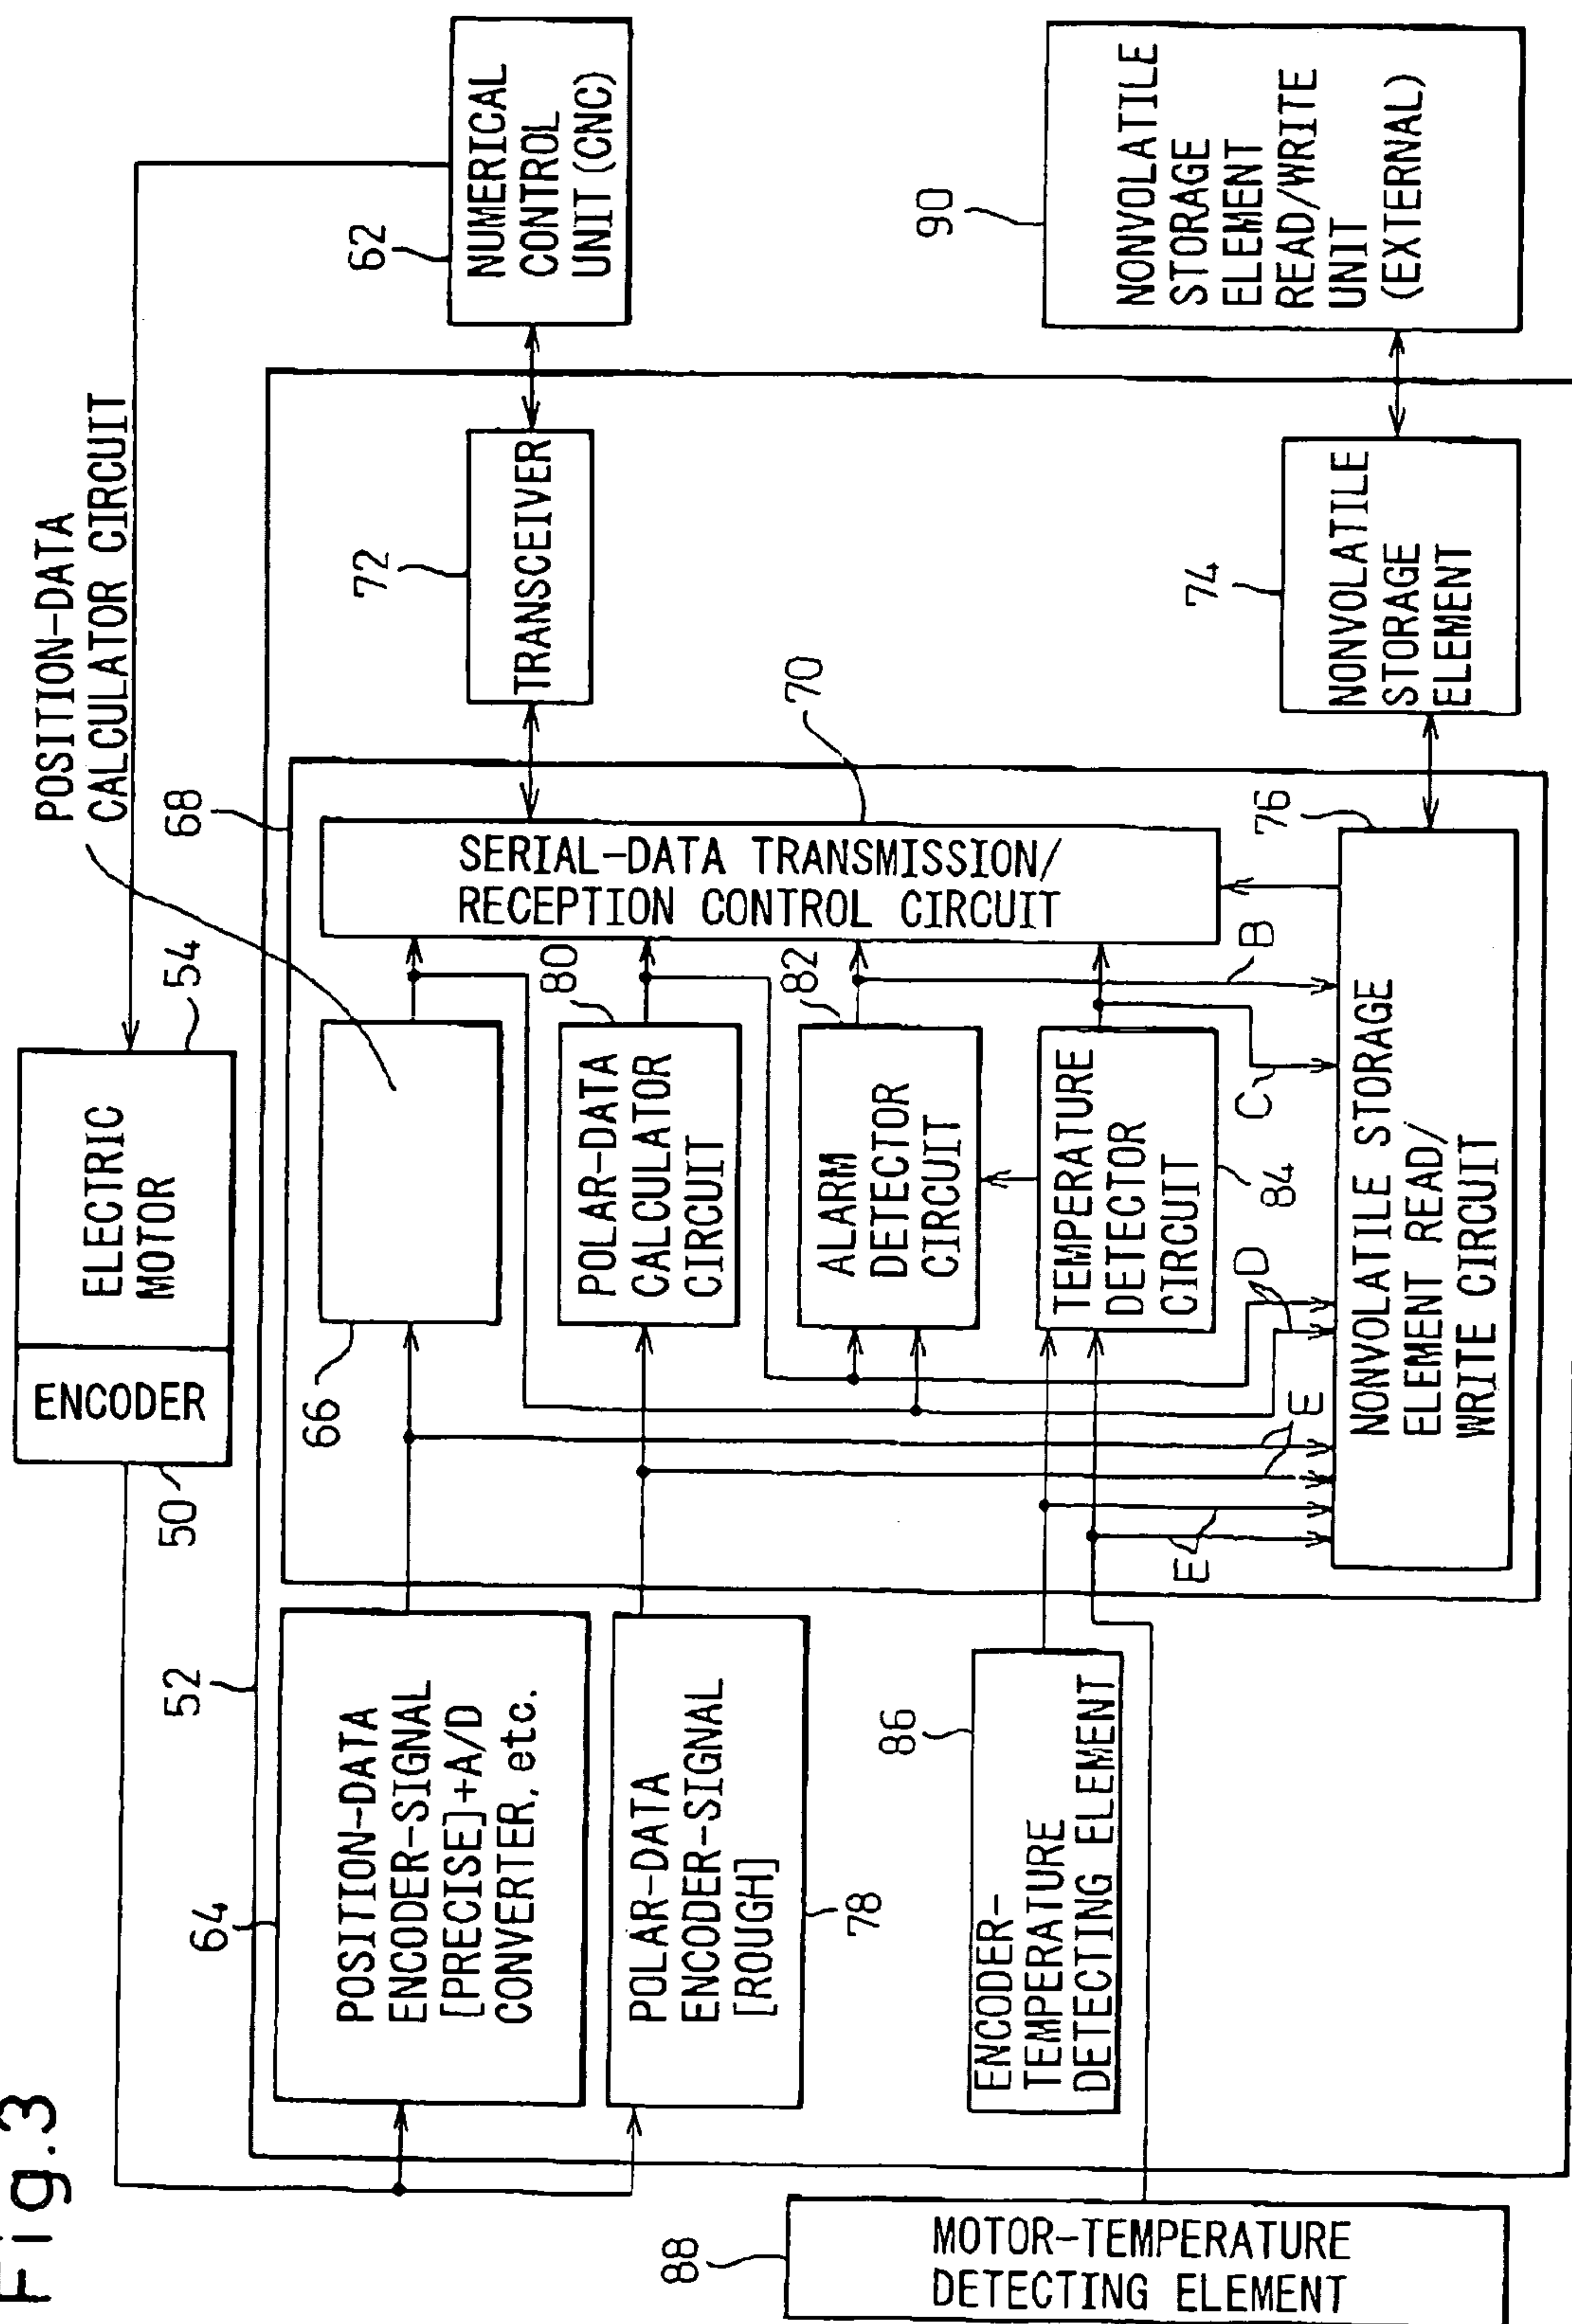 Fig.3
ENCODER
ELECTRIC
MOTOR
50
54
POSITION-DATA
CALCULATOR CIRCUIT
62
NUMERICAL
CONTROL
UNIT (CNC)
52
64
POSITION-DATA
ENCODER-SIGNAL
[PRECISE]+A/D
CONVERTER, etc.
66
68
80
POLAR-DATA
CALCULATOR
CIRCUIT
SERIAL-DATA TRANSMISSION/
RECEPTION CONTROL CIRCUIT
70
72
TRANSCEIVER
POLAR-DATA
ENCODER-SIGNAL
[ROUGH]
78
82
ALARM
DETECTOR
CIRCUIT
86
ENCODER-
TEMPERATURE
DETECTING ELEMENT
TEMPERATURE
DETECTOR
CIRCUIT
84
88
MOTOR-TEMPERATURE
DETECTING ELEMENT
E
E
D
C
B
76
NONVOLATILE STORAGE
ELEMENT READ/
WRITE CIRCUIT
74
NONVOLATILE
STORAGE
ELEMENT
90
NONVOLATILE
STORAGE
ELEMENT
READ/WRITE
UNIT
(EXTERNAL)